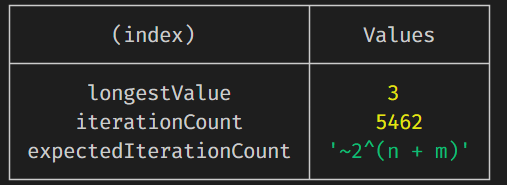 (index) Values
longestValue 3
iterationCount 5462
expectedIterationCount '~2^(n + m)'